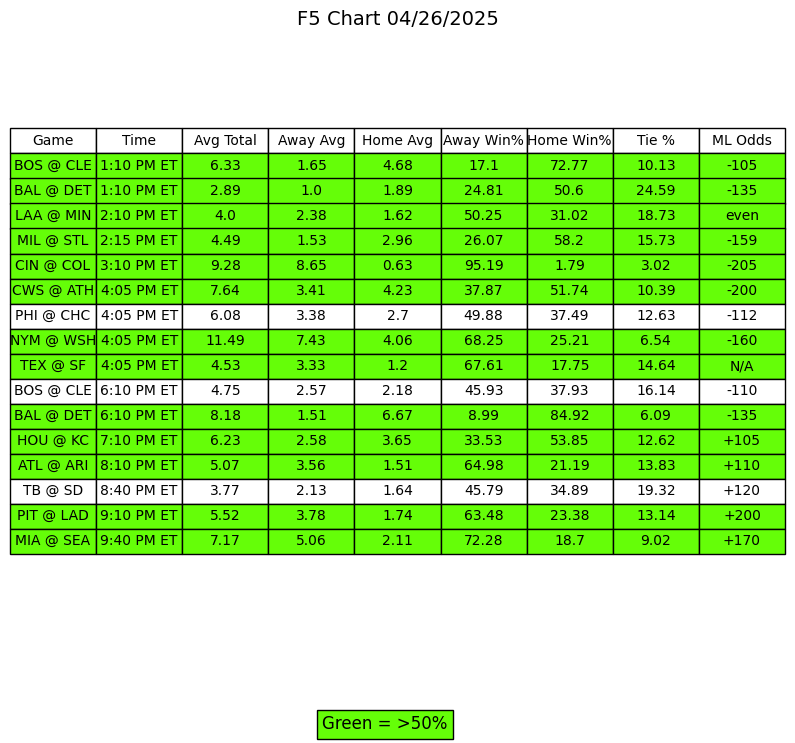 F5 Chart 04/26/2025
Game Time Avg Total Away Avg Home Avg Away Win% Home Win% Tie % ML Odds
BOS @ CLE 1:10 PM ET 6.33 1.65 4.68 17.1 72.77 10.13 -105
BAL @ DET 1:10 PM ET 2.89 1.0 1.89 24.81 50.6 24.59 -135
LAA @ MIN 2:10 PM ET 4.0 2.38 1.62 50.25 31.02 18.73 even
MIL @ STL 2:15 PM ET 4.49 1.53 2.96 26.07 58.2 15.73 -159
CIN @ COL 3:10 PM ET 9.28 8.65 0.63 95.19 1.79 3.02 -205
CWS @ ATH 4:05 PM ET 7.64 3.41 4.23 37.87 51.74 10.39 -200
PHI @ CHC 4:05 PM ET 6.08 3.38 2.7 49.88 37.49 12.63 -112
NYM @ WSH 4:05 PM ET 11.49 7.43 4.06 68.25 25.21 6.54 -160
TEX @ SF 4:05 PM ET 4.53 3.33 1.2 67.61 17.75 14.64 N/A
BOS @ CLE 6:10 PM ET 4.75 2.57 2.18 45.93 37.93 16.14 -110
BAL @ DET 6:10 PM ET 8.18 1.51 6.67 8.99 84.92 6.09 -135
HOU @ KC 7:10 PM ET 6.23 2.58 3.65 33.53 53.85 12.62 +105
ATL @ ARI 8:10 PM ET 5.07 3.56 1.51 64.98 21.19 13.83 +110
TB @ SD 8:40 PM ET 3.77 2.13 1.64 45.79 34.89 19.32 +120
PIT @ LAD 9:10 PM ET 5.52 3.78 1.74 63.48 23.38 13.14 +200
MIA @ SEA 9:40 PM ET 7.17 5.06 2.11 72.28 18.7 9.02 +170
Green = >50%